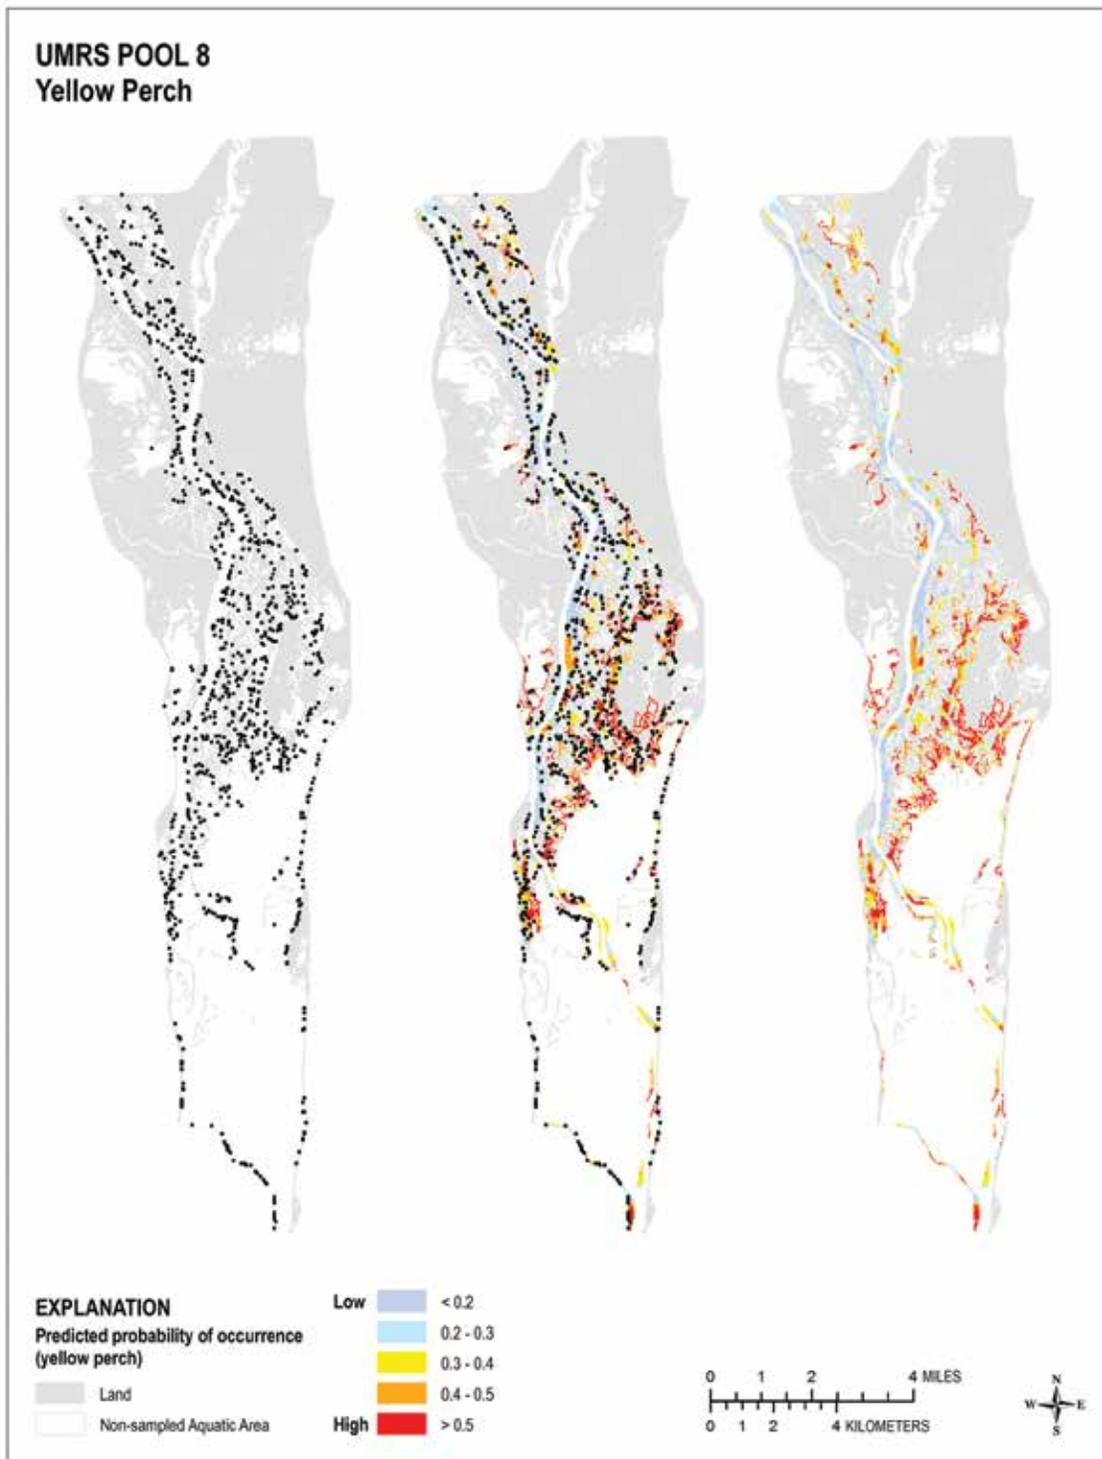 UMRS POOL 8
Yellow Perch
EXPLANATION
Predicted probability of occurrence
(yellow perch)
Land
Non-sampled Aquatic Area
Low < 0.2
0.2 - 0.3
0.3 - 0.4
0.4 - 0.5
High > 0.5
0 1 2 4 MILES
0 1 2 4 KILOMETERS
N
W E
S